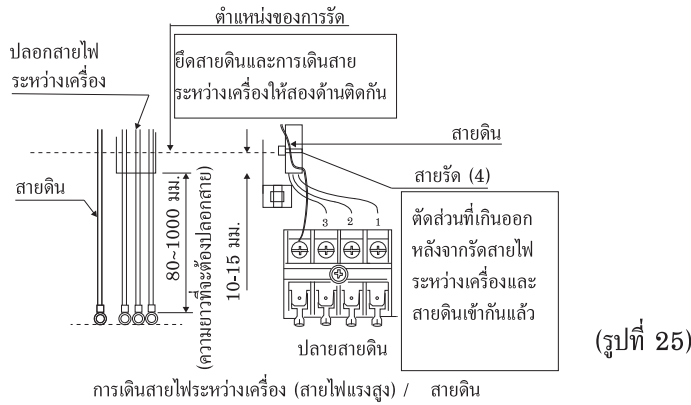 ตำแหน่งของการรัด
ปลอกสายไฟ
ระหว่างเครื่อง
ยึดสายดินและการเดินสาย
ระหว่างเครื่องให้สองด้านติดกัน
สายดิน
สายรัด (4)
สายดิน
80~1000 มม.
(ความยาวที่จะต้องปลอกสาย)
10-15 มม.
3 2 1
ตัดส่วนที่เกินออก
หลังจากรัดสายไฟ
ระหว่างเครื่องและ
สายดินเข้ากันแล้ว
ปลายสายดิน
(รูปที่ 25)
การเดินสายไฟระหว่างเครื่อง (สายไฟแรงสูง) / สายดิน